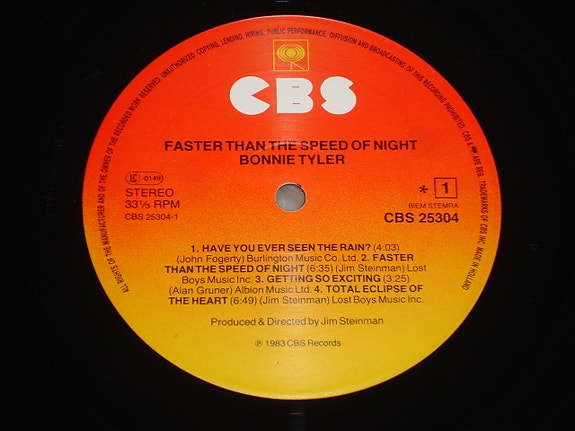 ALL RIGHTS OF THE MANUFACTURER AND OF THE OWNER OF THE RECORDED WORK RESERVED. UNAUTHORIZED COPYING, LENDING, HIRING, PUBLIC PERFORMANCE, DIFFUSION AND BROADCASTING OF THIS RECORDING PROHIBITED. CBS & ARE REG. TRADEMARKS OF CBS INC. MADE IN HOLLAND
CBS
FASTER THAN THE SPEED OF NIGHT
BONNIE TYLER
LC-0149
STEREO
33⅓ RPM
CBS 25304-1
* 1
BIEM STEMRA
CBS 25304
1. HAVE YOU EVER SEEN THE RAIN? (4:03)
(John Fogerty) Burlington Music Co. Ltd. 2. FASTER
THAN THE SPEED OF NIGHT (6:35) (Jim Steinman) Lost
Boys Music Inc. 3. GETTING SO EXCITING (3:25)
(Alan Gruner) Albion Music Ltd. 4. TOTAL ECLIPSE OF
THE HEART (6:49) (Jim Steinman) Lost Boys Music Inc.
Produced & Directed by Jim Steinman
℗ 1983 CBS Records